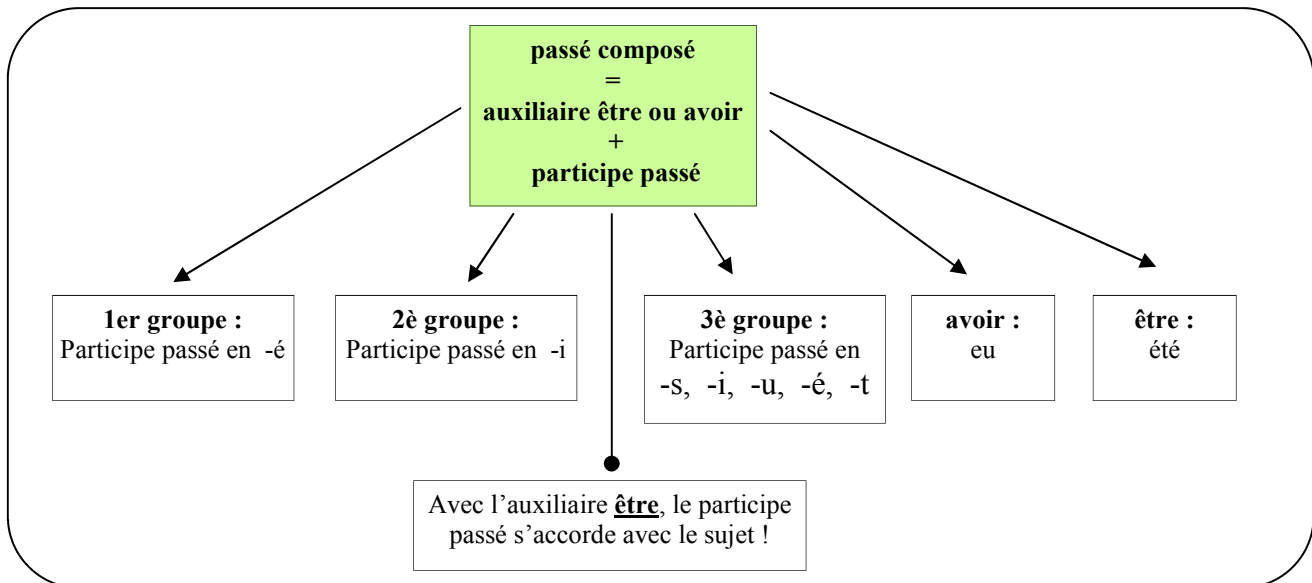 passé composé
=
auxiliaire être ou avoir
+
participe passé
1er groupe :
Participe passé en -é
2è groupe :
Participe passé en -i
3è groupe :
Participe passé en
-s, -i, -u, -é, -t
avoir :
eu
être :
été
Avec l’auxiliaire être, le participe
passé s’accorde avec le sujet !